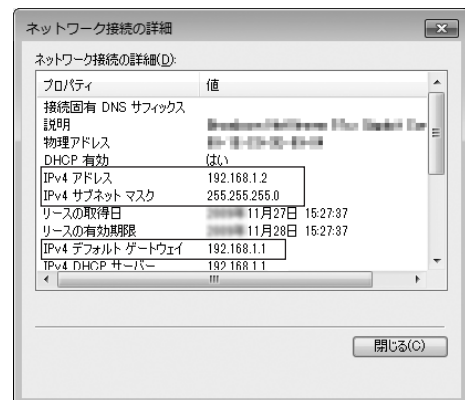 ネットワーク接続の詳細
ネットワーク接続の詳細(D):
プロパティ 値
接続固有 DNS サフィックス
説明
物理アドレス
DHCP 有効 はい
IPv4 アドレス 192.168.1.2
IPv4 サブネット マスク 255.255.255.0
リースの取得日 11月27日 15:27:37
リースの有効期限 11月28日 15:27:37
IPv4 デフォルト ゲートウェイ 192.168.1.1
IPv4 DHCP サーバー 192.168.1.1
閉じる(C)